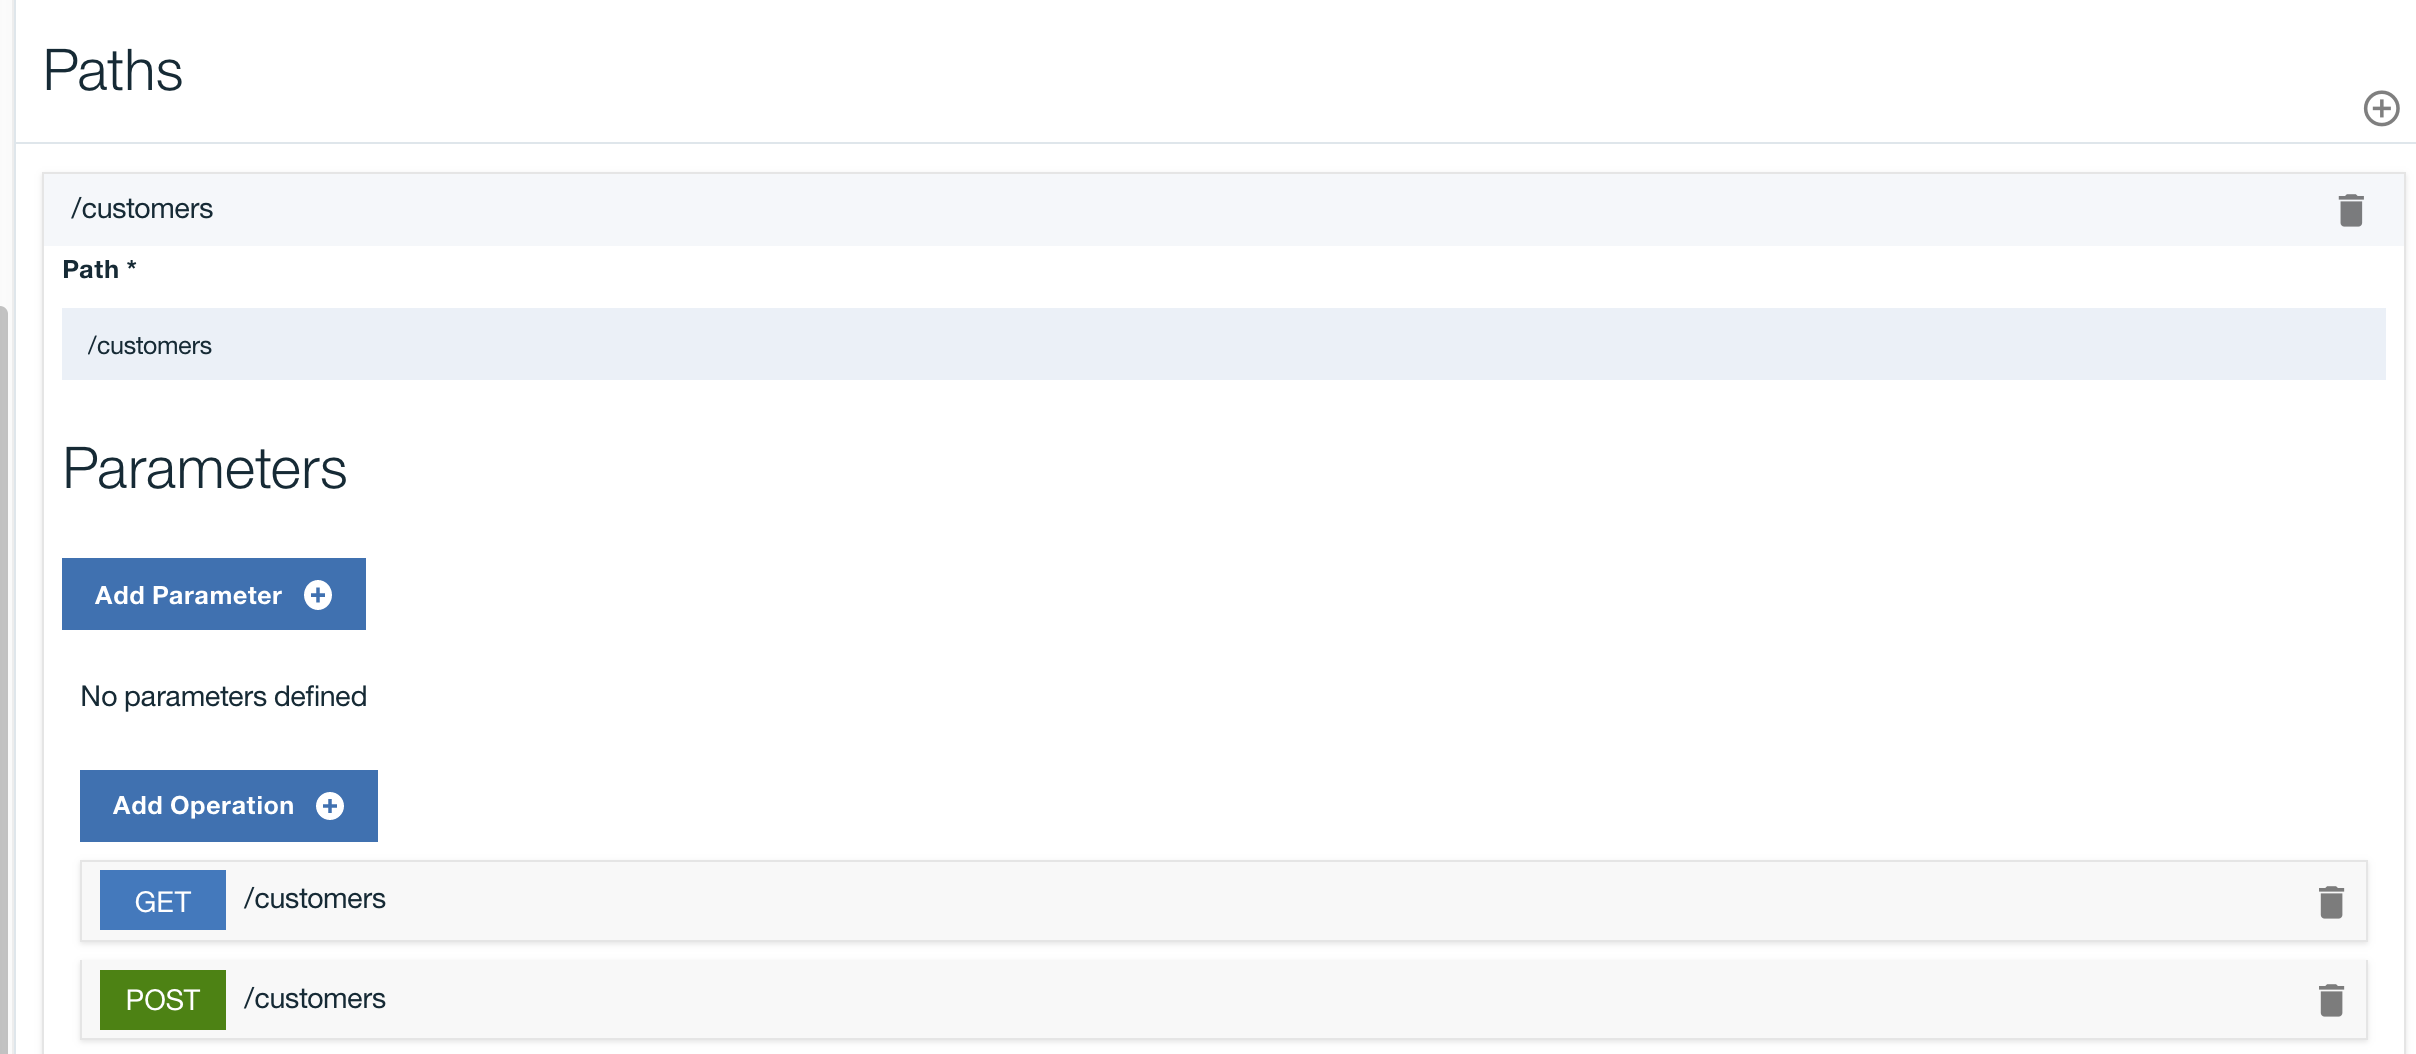 Paths
/customers
Path *
/customers
Parameters
Add Parameter
No parameters defined
Add Operation
GET /customers
POST /customers